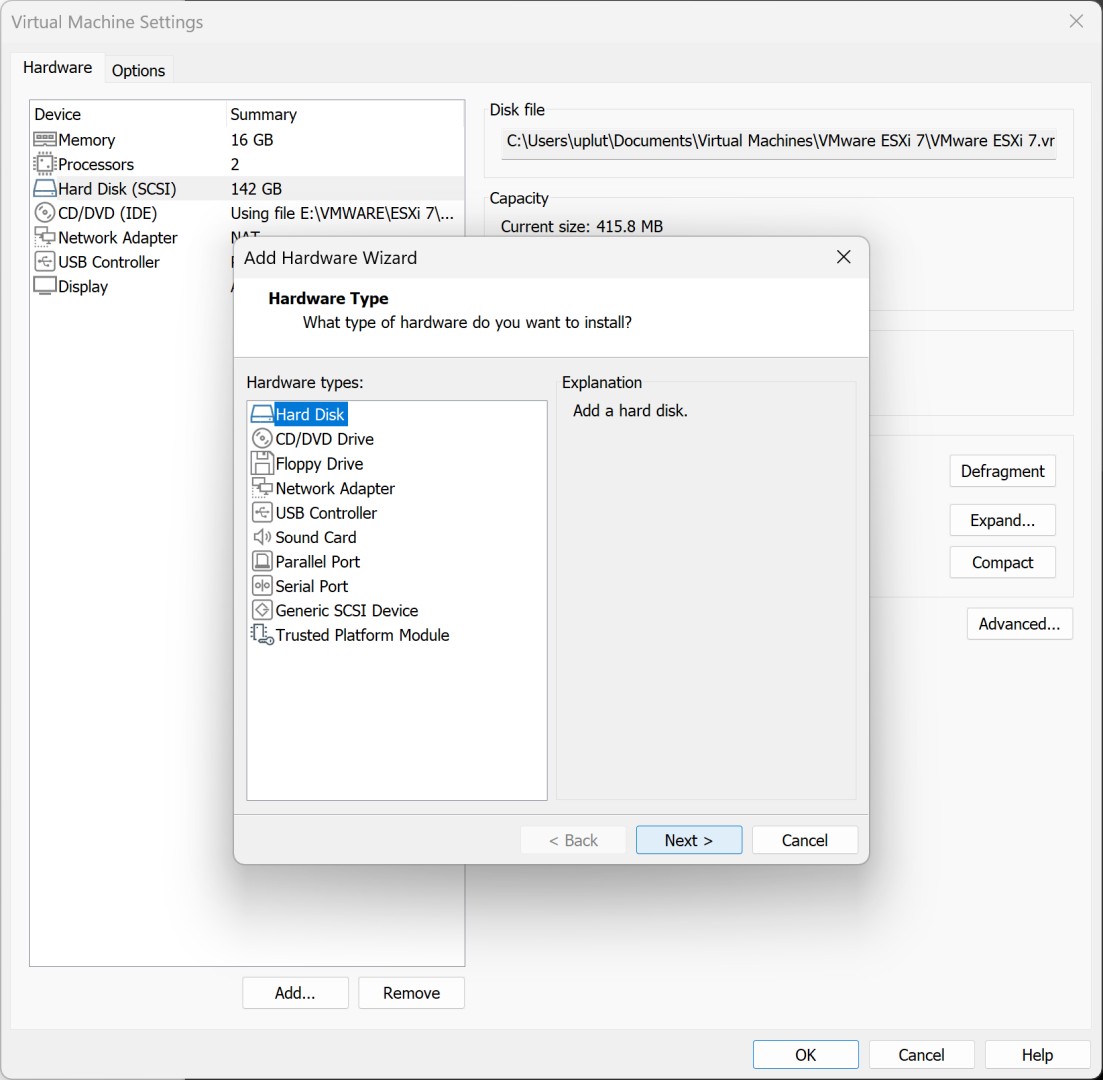 Virtual Machine Settings
Hardware
Options
Device Summary
Memory 16 GB
Processors 2
Hard Disk (SCSI) 142 GB
CD/DVD (IDE) Using file E:\VMWARE\ESXi 7\...
Network Adapter NAT
USB Controller
Display
Add...
Remove
Disk file
C:\Users\uplut\Documents\Virtual Machines\VMware ESXi 7\VMware ESXi 7.vr
Capacity
Current size: 415.8 MB
Defragment
Expand...
Compact
Advanced...
Add Hardware Wizard
Hardware Type
What type of hardware do you want to install?
Hardware types:
Hard Disk
CD/DVD Drive
Floppy Drive
Network Adapter
USB Controller
Sound Card
Parallel Port
Serial Port
Generic SCSI Device
Trusted Platform Module
Explanation
Add a hard disk.
< Back
Next >
Cancel
OK
Cancel
Help